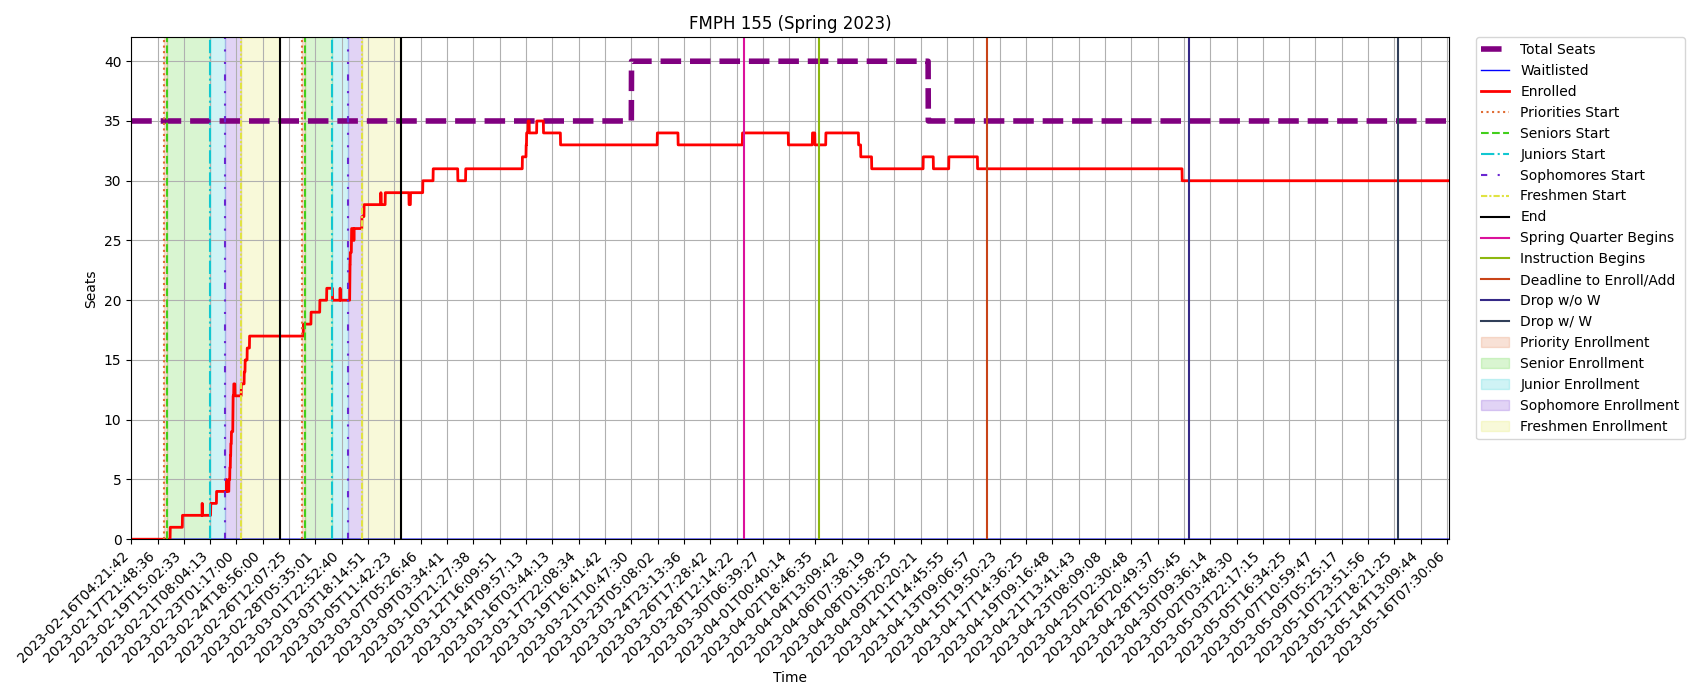 FMPH 155 (Spring 2023)
Seats
40
35
30
25
20
15
10
5
0
2023-02-16T04:21:42
2023-02-17T21:48:36
2023-02-19T15:02:33
2023-02-21T08:04:13
2023-02-23T01:17:00
2023-02-24T18:56:00
2023-02-26T12:07:25
2023-02-28T05:35:01
2023-03-01T22:52:40
2023-03-03T18:14:51
2023-03-05T11:42:23
2023-03-07T05:26:46
2023-03-09T03:34:41
2023-03-10T21:27:38
2023-03-12T16:09:51
2023-03-14T09:57:13
2023-03-16T03:44:13
2023-03-17T22:08:34
2023-03-19T16:41:42
2023-03-21T10:47:30
2023-03-23T05:08:02
2023-03-24T23:13:36
2023-03-26T17:28:42
2023-03-28T12:14:22
2023-03-30T06:39:27
2023-04-01T00:40:14
2023-04-02T18:46:35
2023-04-04T13:09:42
2023-04-06T07:38:19
2023-04-08T01:58:25
2023-04-09T20:20:21
2023-04-11T14:45:55
2023-04-13T09:06:57
2023-04-15T19:50:23
2023-04-17T14:36:25
2023-04-19T09:16:48
2023-04-21T13:41:43
2023-04-23T08:09:08
2023-04-25T02:30:48
2023-04-26T20:49:37
2023-04-28T15:05:45
2023-04-30T09:36:14
2023-05-02T03:48:30
2023-05-03T22:17:15
2023-05-05T16:34:25
2023-05-07T10:59:47
2023-05-09T05:25:17
2023-05-10T23:51:56
2023-05-12T18:21:25
2023-05-14T13:09:44
2023-05-16T07:30:06
Time
Total Seats
Waitlisted
Enrolled
Priorities Start
Seniors Start
Juniors Start
Sophomores Start
Freshmen Start
End
Spring Quarter Begins
Instruction Begins
Deadline to Enroll/Add
Drop w/o W
Drop w/ W
Priority Enrollment
Senior Enrollment
Junior Enrollment
Sophomore Enrollment
Freshmen Enrollment